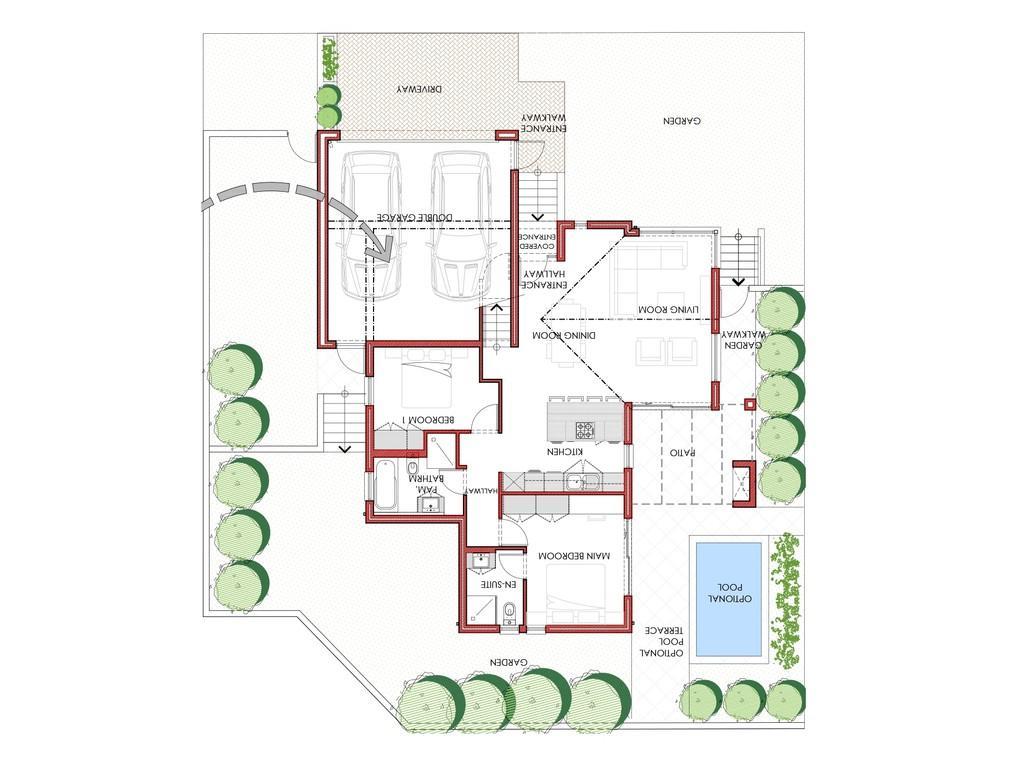 GARDEN
OPTIONAL
POOL
TERRACE
OPTIONAL
POOL
EN-SUITE
MAIN BEDROOM
HALLWAY
FAM.
BATHRM
PATIO
KITCHEN
BEDROOM 1
GARDEN
WALKWAY
DINING ROOM
LIVING ROOM
ENTRANCE
HALLWAY
COVERED
ENTRANCE
DOUBLE GARAGE
ENTRANCE
WALKWAY
GARDEN
DRIVEWAY